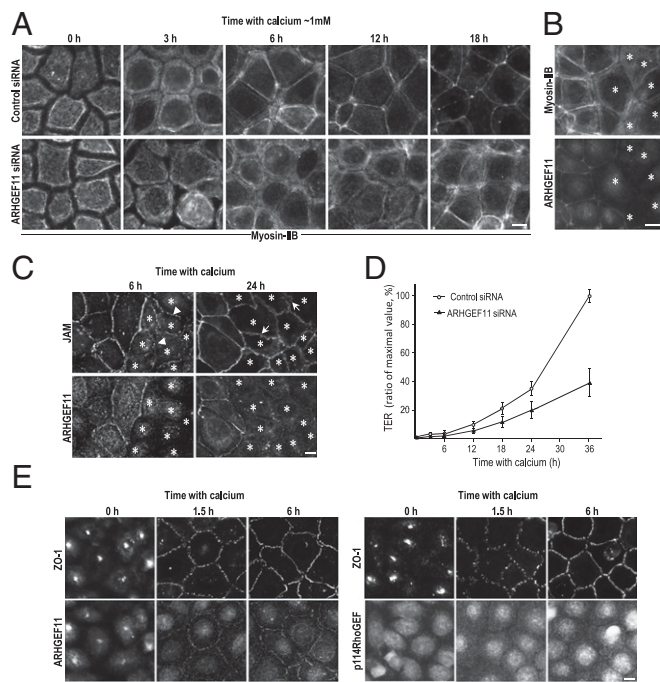 A
Time with calcium ~1mM
0 h 3 h 6 h 12 h 18 h
Control siRNA
ARHGEF11 siRNA
Myosin-IIB
B
Myosin-IIB
ARHGEF11
* * * * * * *
* * * * * * *
C
Time with calcium
6 h 24 h
JAM
ARHGEF11
D
TER (ratio of maximal value, %)
100
80
60
40
20
Control siRNA
ARHGEF11 siRNA
6 12 18 24 30 36
Time with calcium (h)
E
Time with calcium
0 h 1.5 h 6 h
ZO-1
ARHGEF11
Time with calcium
0 h 1.5 h 6 h
ZO-1
p114RhoGEF